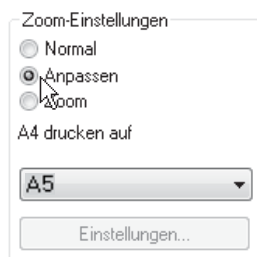 Zoom-Einstellungen
Normal
Anpassen
Zoom
A4 drucken auf
A5
Einstellungen...